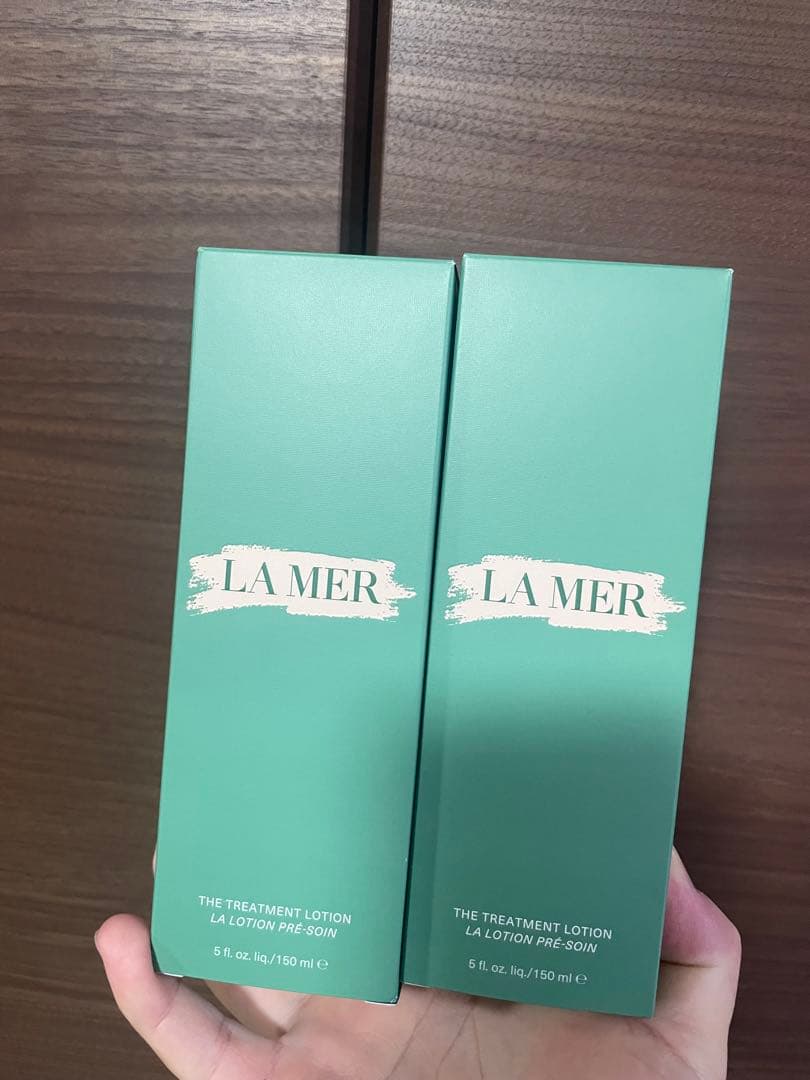 LA MER
THE TREATMENT LOTION
LA LOTION PRÉ-SOIN
5 fl. oz. liq./150 ml ℮
LA MER
THE TREATMENT LOTION
LA LOTION PRÉ-SOIN
5 fl. oz. liq./150 ml ℮